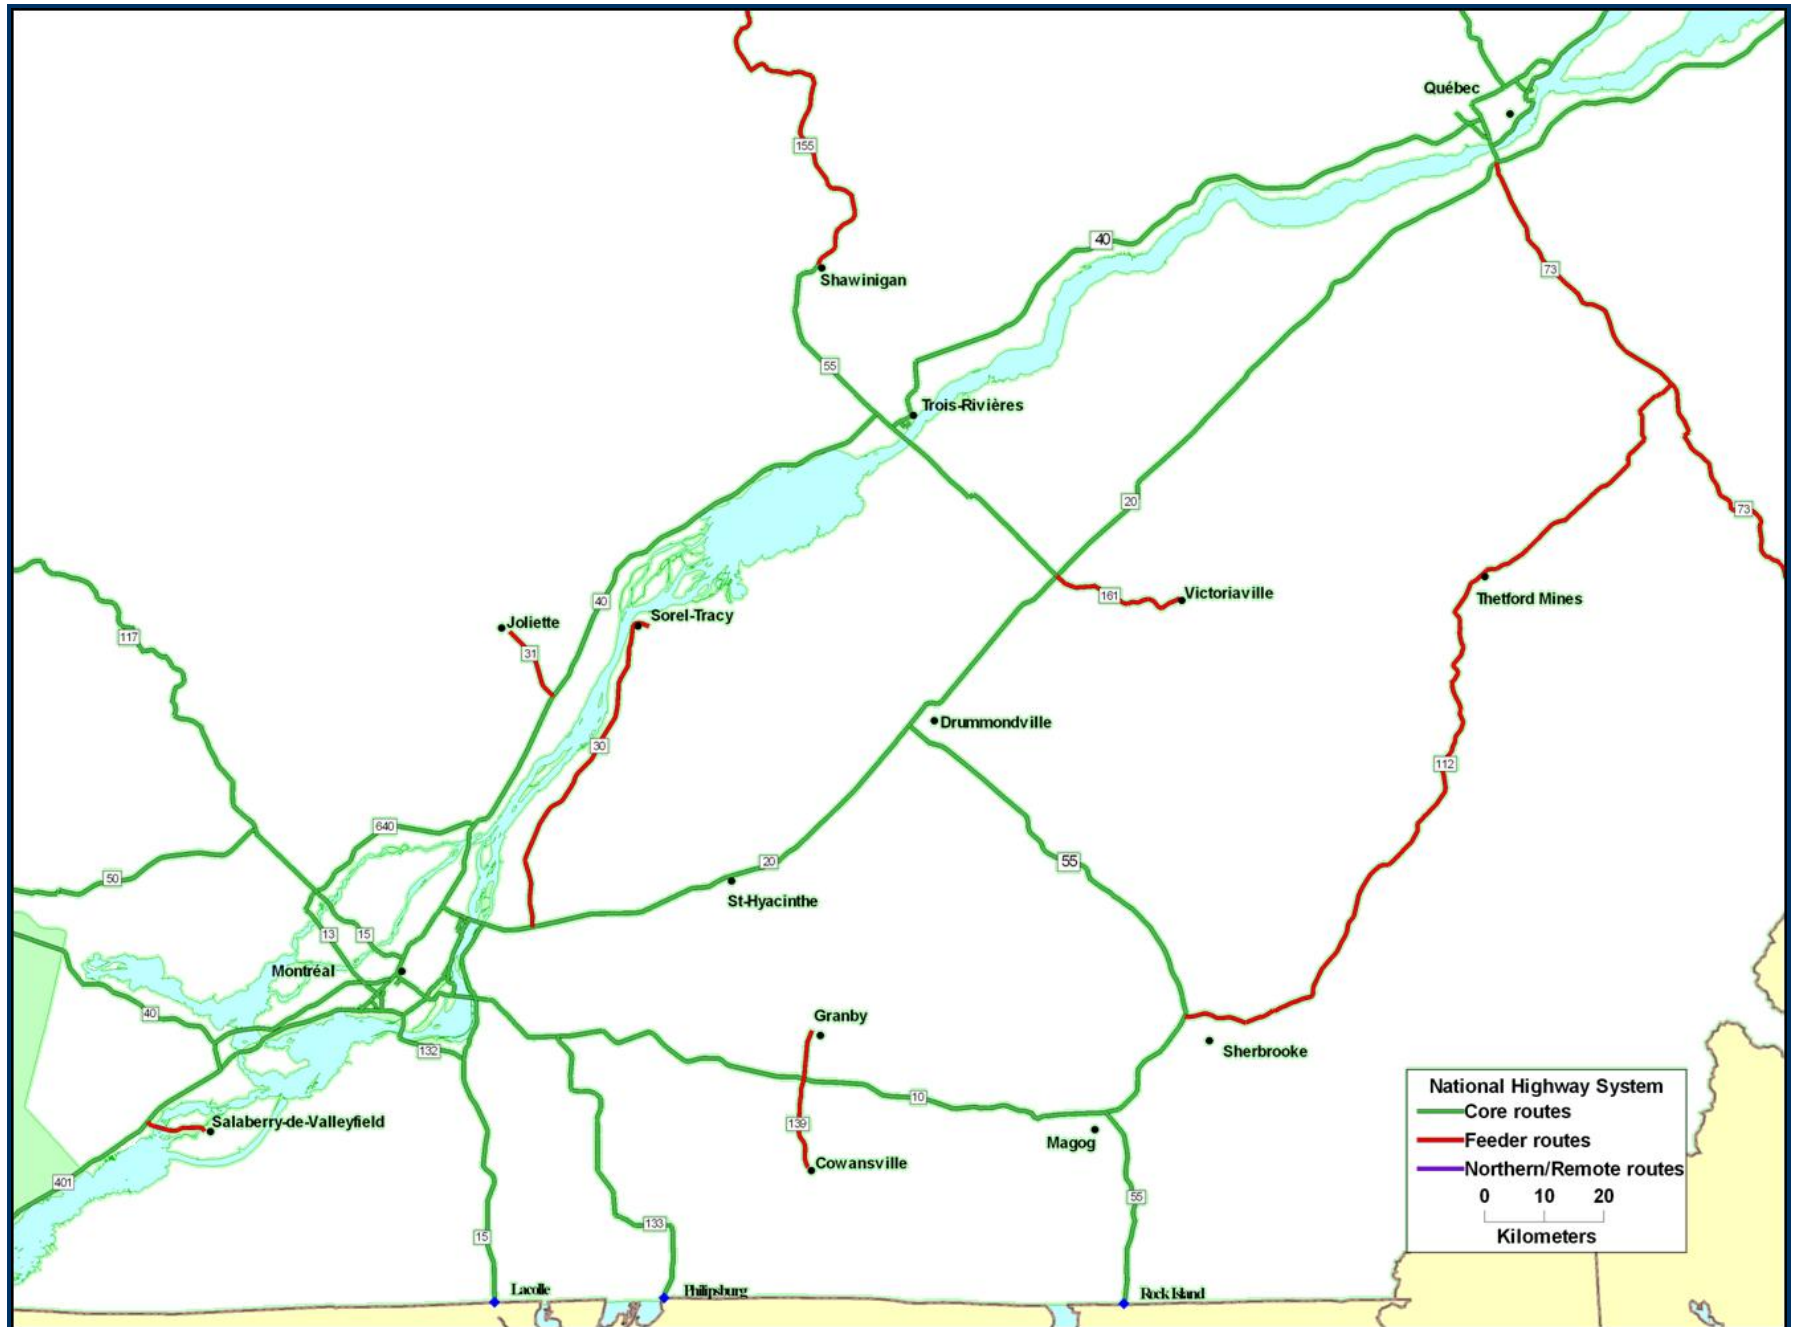 Québec
155
40
73
Shawinigan
55
Trois-Rivières
20
73
161
Victoriaville
Thetford Mines
40
Joliette
Sorel-Tracy
117
31
Drummondville
30
112
640
20
55
50
St-Hyacinthe
13
15
Montréal
40
Granby
132
Sherbrooke
10
139
Magog
Salaberry-de-Valleyfield
Cowansville
401
55
133
15
Lacolle
Philipsburg
Rock Island
National Highway System
Core routes
Feeder routes
Northern/Remote routes
0 10 20
Kilometers